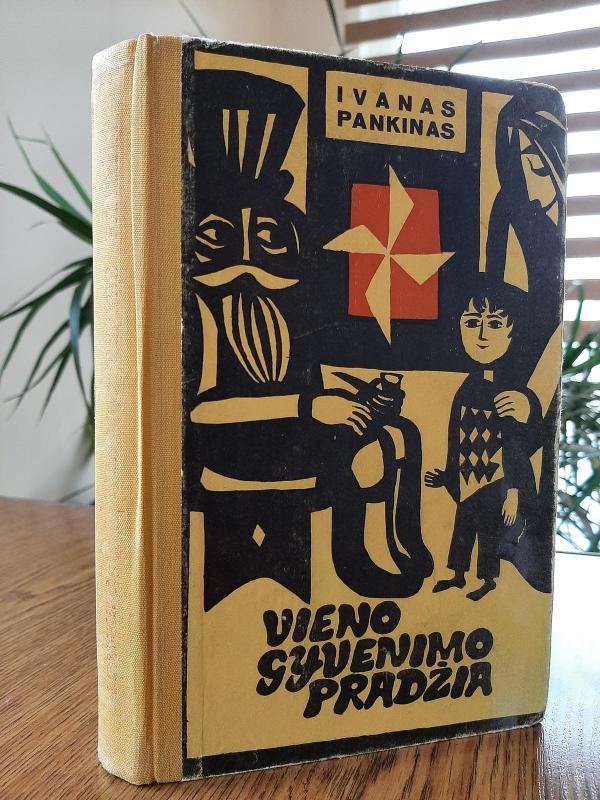 IVANAS
PANKINAS
VIENO
GYVENIMO
PRADŽIA